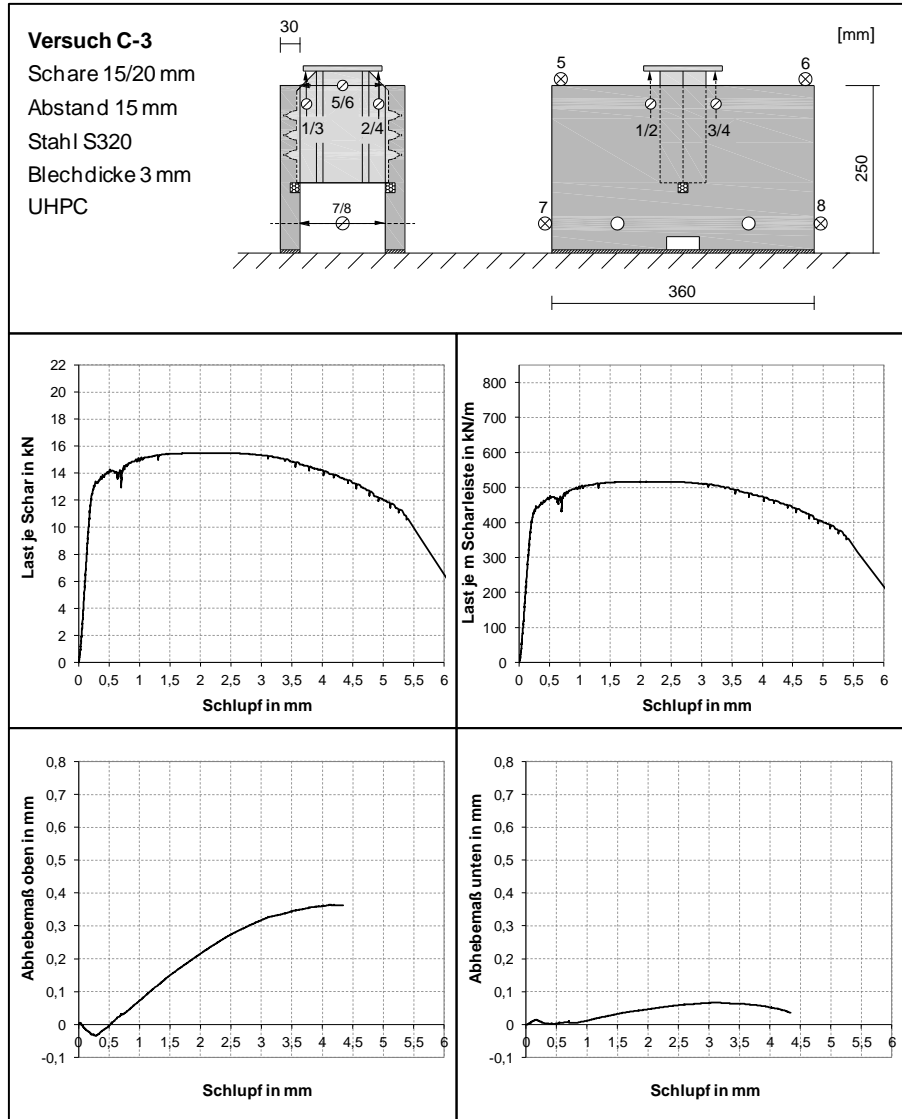 Versuch C-3
Schare 15/20 mm
Abstand 15 mm
Stahl S320
Blechdicke 3 mm
UHPC
30
5/6
1/3
2/4
7/8
[mm]
5
6
1/2
3/4
7
8
250
360
Last je Schar in kN
22
20
18
16
14
12
10
8
6
4
2
0
0 0,5 1 1,5 2 2,5 3 3,5 4 4,5 5 5,5 6
Schlupf in mm
Last je m Scharleiste in kN/m
800
700
600
500
400
300
200
100
0
0 0,5 1 1,5 2 2,5 3 3,5 4 4,5 5 5,5 6
Schlupf in mm
Abhebemaß oben in mm
0,8
0,7
0,6
0,5
0,4
0,3
0,2
0,1
0
-0,1
0 0,5 1 1,5 2 2,5 3 3,5 4 4,5 5 5,5 6
Schlupf in mm
Abhebemaß unten in mm
0,8
0,7
0,6
0,5
0,4
0,3
0,2
0,1
0
-0,1
0 0,5 1 1,5 2 2,5 3 3,5 4 4,5 5 5,5 6
Schlupf in mm